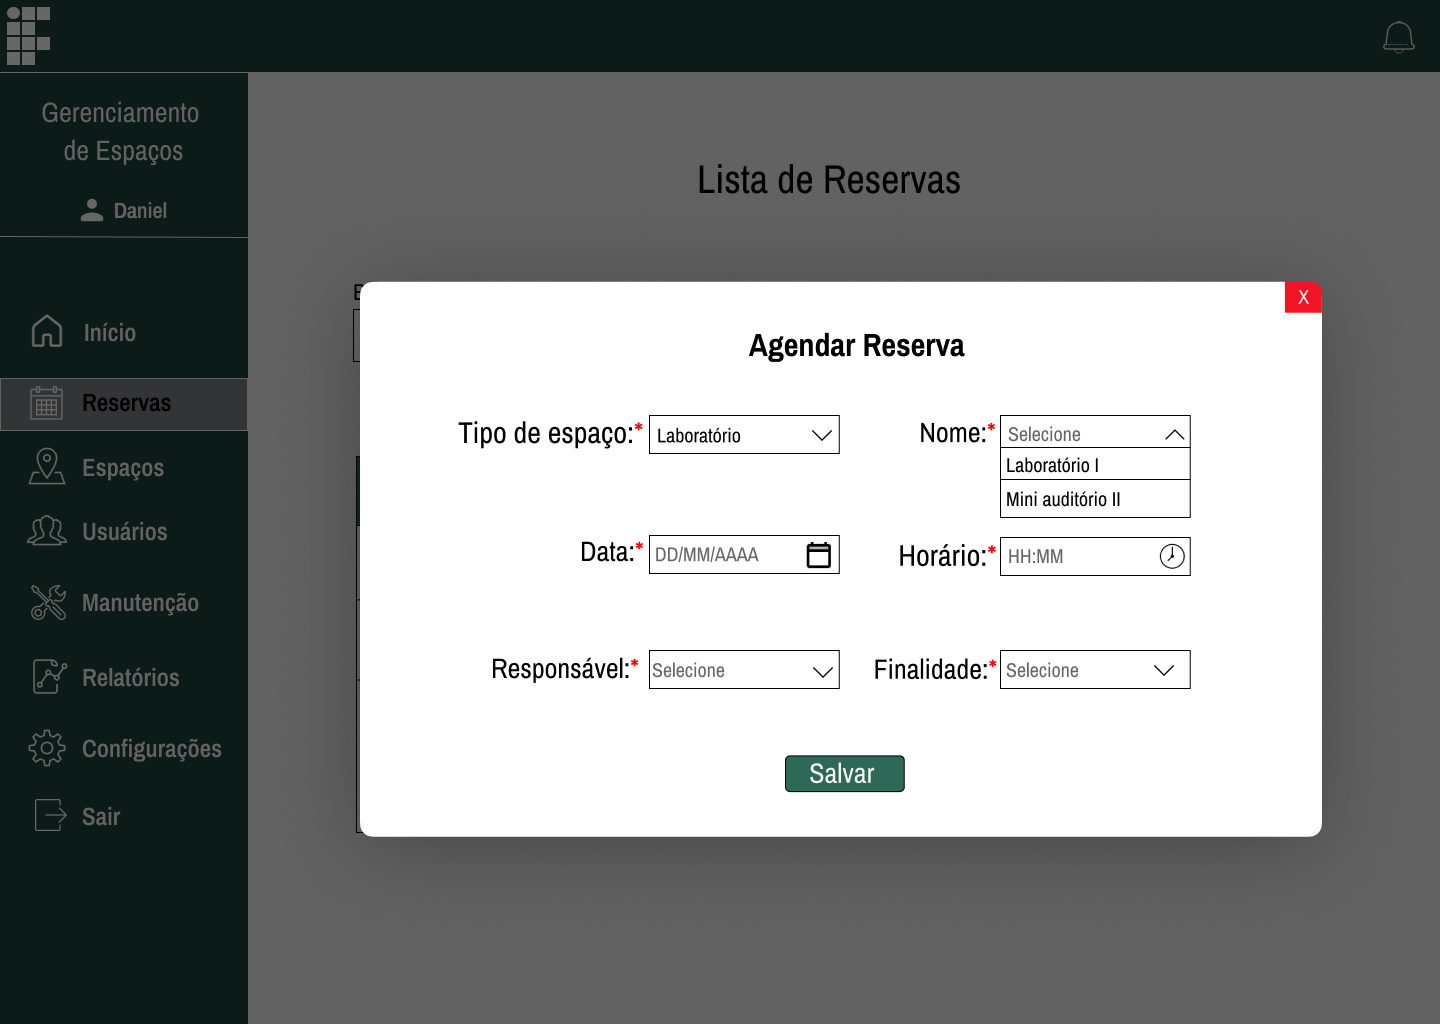 Gerenciamento
de Espaços
Daniel
Início
Reservas
Espaços
Usuários
Manutenção
Relatórios
Configurações
Sair
Lista de Reservas
X
Agendar Reserva
Tipo de espaço:* Laboratório
Nome:* Selecione
Laboratório I
Mini auditório II
Data:* DD/MM/AAAA
Horário:* HH:MM
Responsável:* Selecione
Finalidade:* Selecione
Salvar